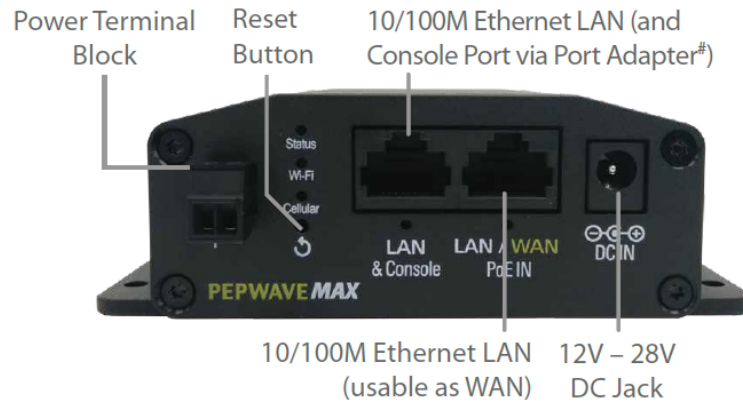 Power Terminal
Block
Reset
Button
10/100M Ethernet LAN (and
Console Port via Port Adapter#)
Status
Wi-Fi
Cellular
LAN
& Console
LAN / WAN
PoE IN
DC IN
PEPWAVE MAX
10/100M Ethernet LAN
(usable as WAN)
12V – 28V
DC Jack